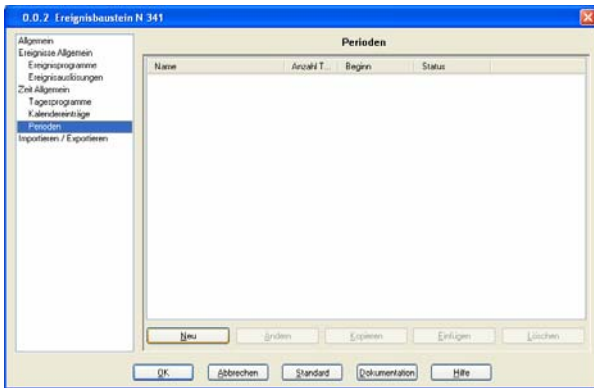 0.0.2 Ereignisbaustein N 341
Allgemein
Ereignisse Allgemein
Ereignisprogramme
Ereignisauslösungen
Zeit Allgemein
Tagesprogramme
Kalendereinträge
Perioden
Importieren / Exportieren
Perioden
Name Anzahl T... Beginn Status
Neu Ändern Kopieren Einfügen Löschen
OK Abbrechen Standard Dokumentation Hilfe